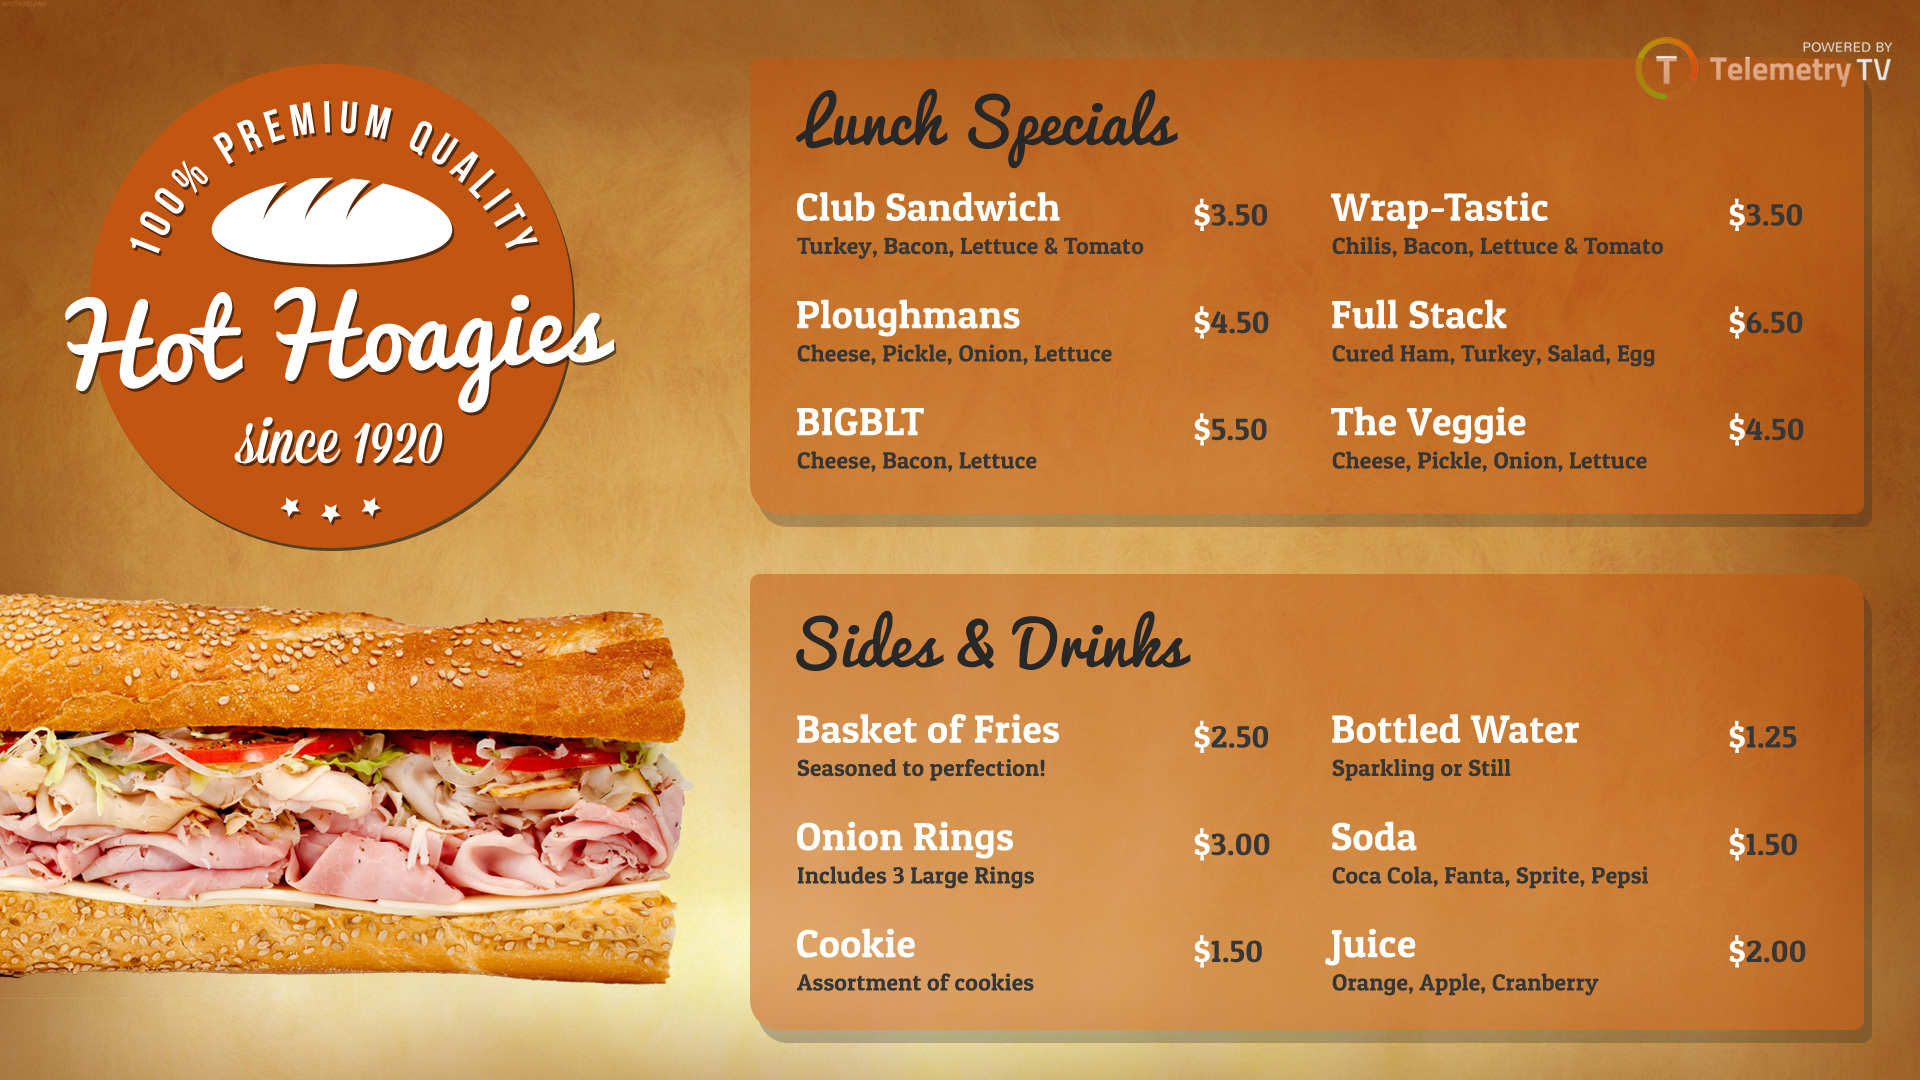 100% PREMIUM QUALITY
Hot Hoagies
since 1920
POWERED BY
TelemetryTV
T
Lunch Specials
Club Sandwich $3.50
Turkey, Bacon, Lettuce & Tomato
Ploughmans $4.50
Cheese, Pickle, Onion, Lettuce
BIGBLT $5.50
Cheese, Bacon, Lettuce
Wrap-Tastic $3.50
Chilis, Bacon, Lettuce & Tomato
Full Stack $6.50
Cured Ham, Turkey, Salad, Egg
The Veggie $4.50
Cheese, Pickle, Onion, Lettuce
Sides & Drinks
Basket of Fries $2.50
Seasoned to perfection!
Onion Rings $3.00
Includes 3 Large Rings
Cookie $1.50
Assortment of cookies
Bottled Water $1.25
Sparkling or Still
Soda $1.50
Coca Cola, Fanta, Sprite, Pepsi
Juice $2.00
Orange, Apple, Cranberry